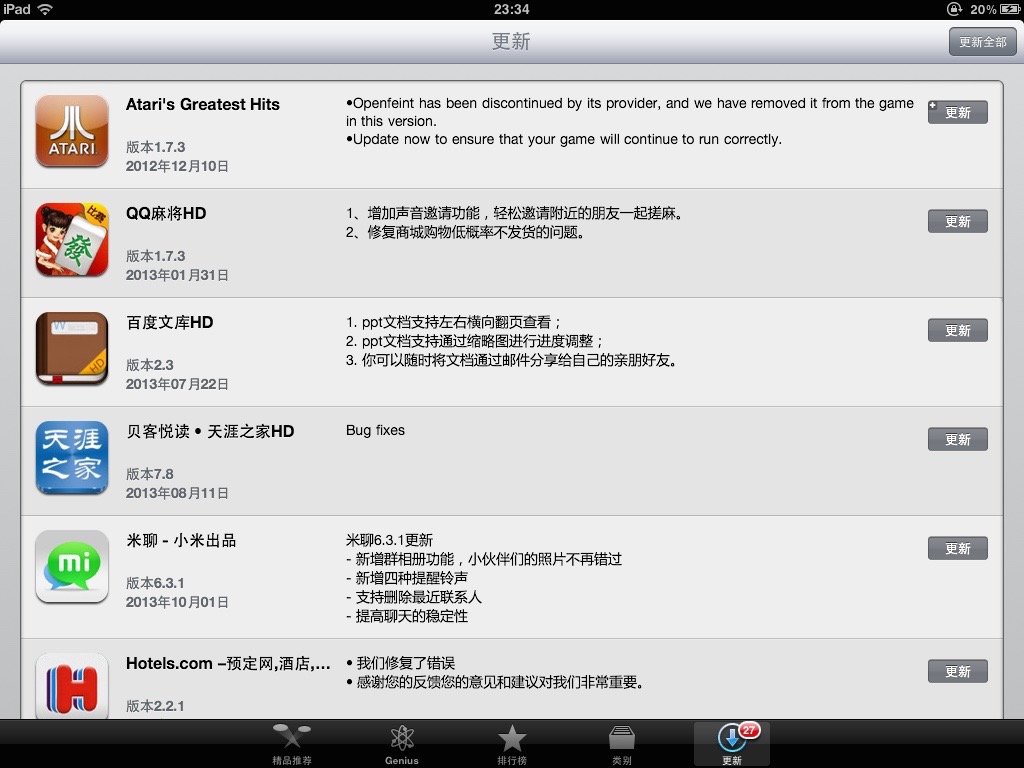 iPad
23:34
20%
更新
更新全部
ATARI
Atari's Greatest Hits
版本1.7.3
2012年12月10日
•Openfeint has been discontinued by its provider, and we have removed it from the game
in this version.
•Update now to ensure that your game will continue to run correctly.
更新
比赛
發
QQ麻将HD
版本1.7.3
2013年01月31日
1、增加声音邀请功能，轻松邀请附近的朋友一起搓麻。
2、修复商城购物低概率不发货的问题。
更新
W
HD
百度文库HD
版本2.3
2013年07月22日
1. ppt文档支持左右横向翻页查看；
2. ppt文档支持通过缩略图进行进度调整；
3. 你可以随时将文档通过邮件分享给自己的亲朋好友。
更新
天涯
之家
贝客悦读 • 天涯之家HD
版本7.8
2013年08月11日
Bug fixes
更新
mi
米聊 - 小米出品
版本6.3.1
2013年10月01日
米聊6.3.1更新
- 新增群相册功能，小伙伴们的照片不再错过
- 新增四种提醒铃声
- 支持删除最近联系人
- 提高聊天的稳定性
更新
H
Hotels.com –预定网,酒店,...
版本2.2.1
• 我们修复了错误
• 感谢您的反馈您的意见和建议对我们非常重要。
更新
精品推荐
Genius
排行榜
类别
27
更新